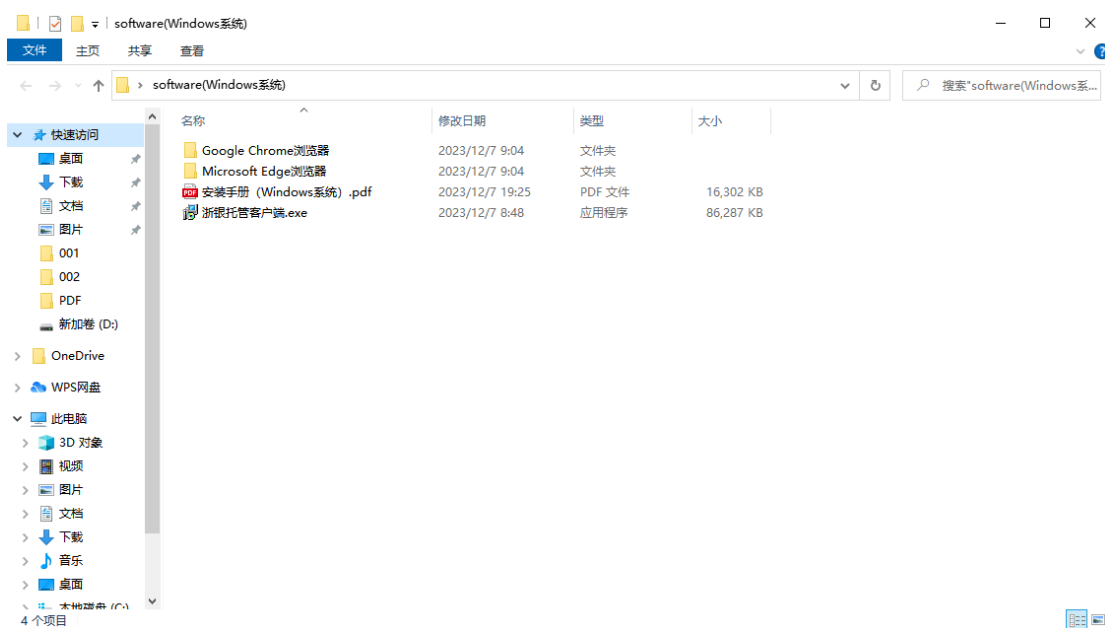 software(Windows系统)
文件 主页 共享 查看
software(Windows系统) 搜索"software(Windows系...
名称 修改日期 类型 大小
Google Chrome浏览器 2023/12/7 9:04 文件夹
Microsoft Edge浏览器 2023/12/7 9:04 文件夹
安装手册（Windows系统）.pdf 2023/12/7 19:25 PDF 文件 16,302 KB
浙银托管客户端.exe 2023/12/7 8:48 应用程序 86,287 KB
快速访问
桌面
下载
文档
图片
001
002
PDF
新加卷 (D:)
OneDrive
WPS网盘
此电脑
3D 对象
视频
图片
文档
下载
音乐
桌面
本地磁盘 (C:)
4 个项目